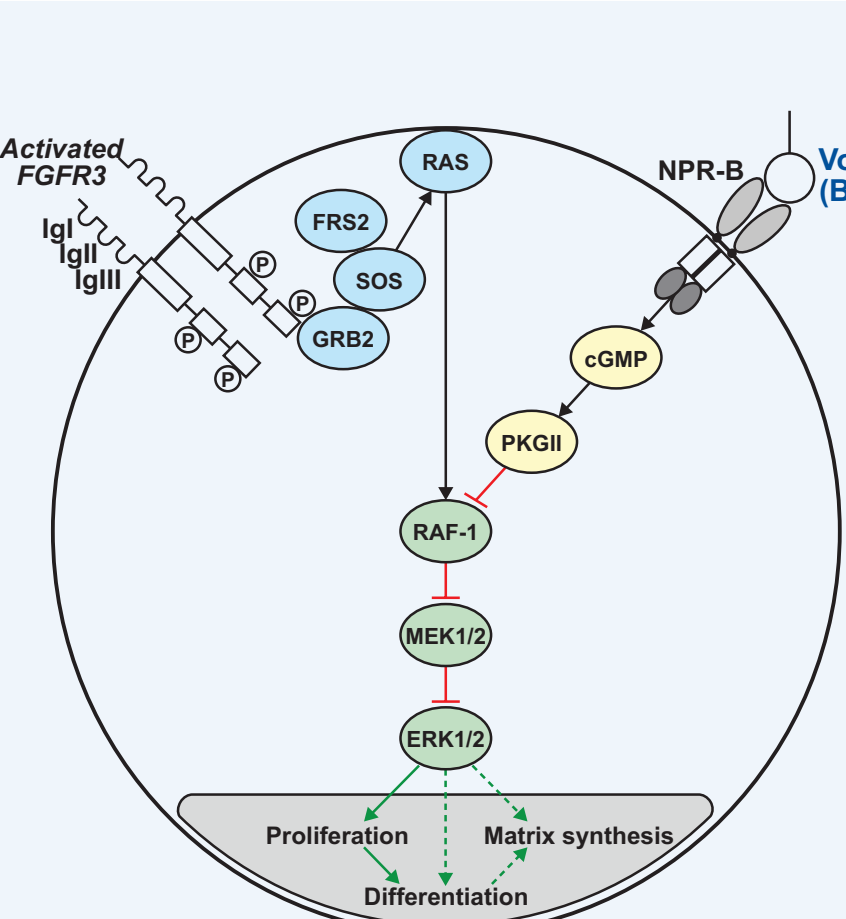 Activated
FGFR3
IgI
IgII
IgIII
P
P
P
P
RAS
FRS2
SOS
GRB2
NPR-B
cGMP
PKGII
RAF-1
MEK1/2
ERK1/2
Proliferation
Matrix synthesis
Differentiation